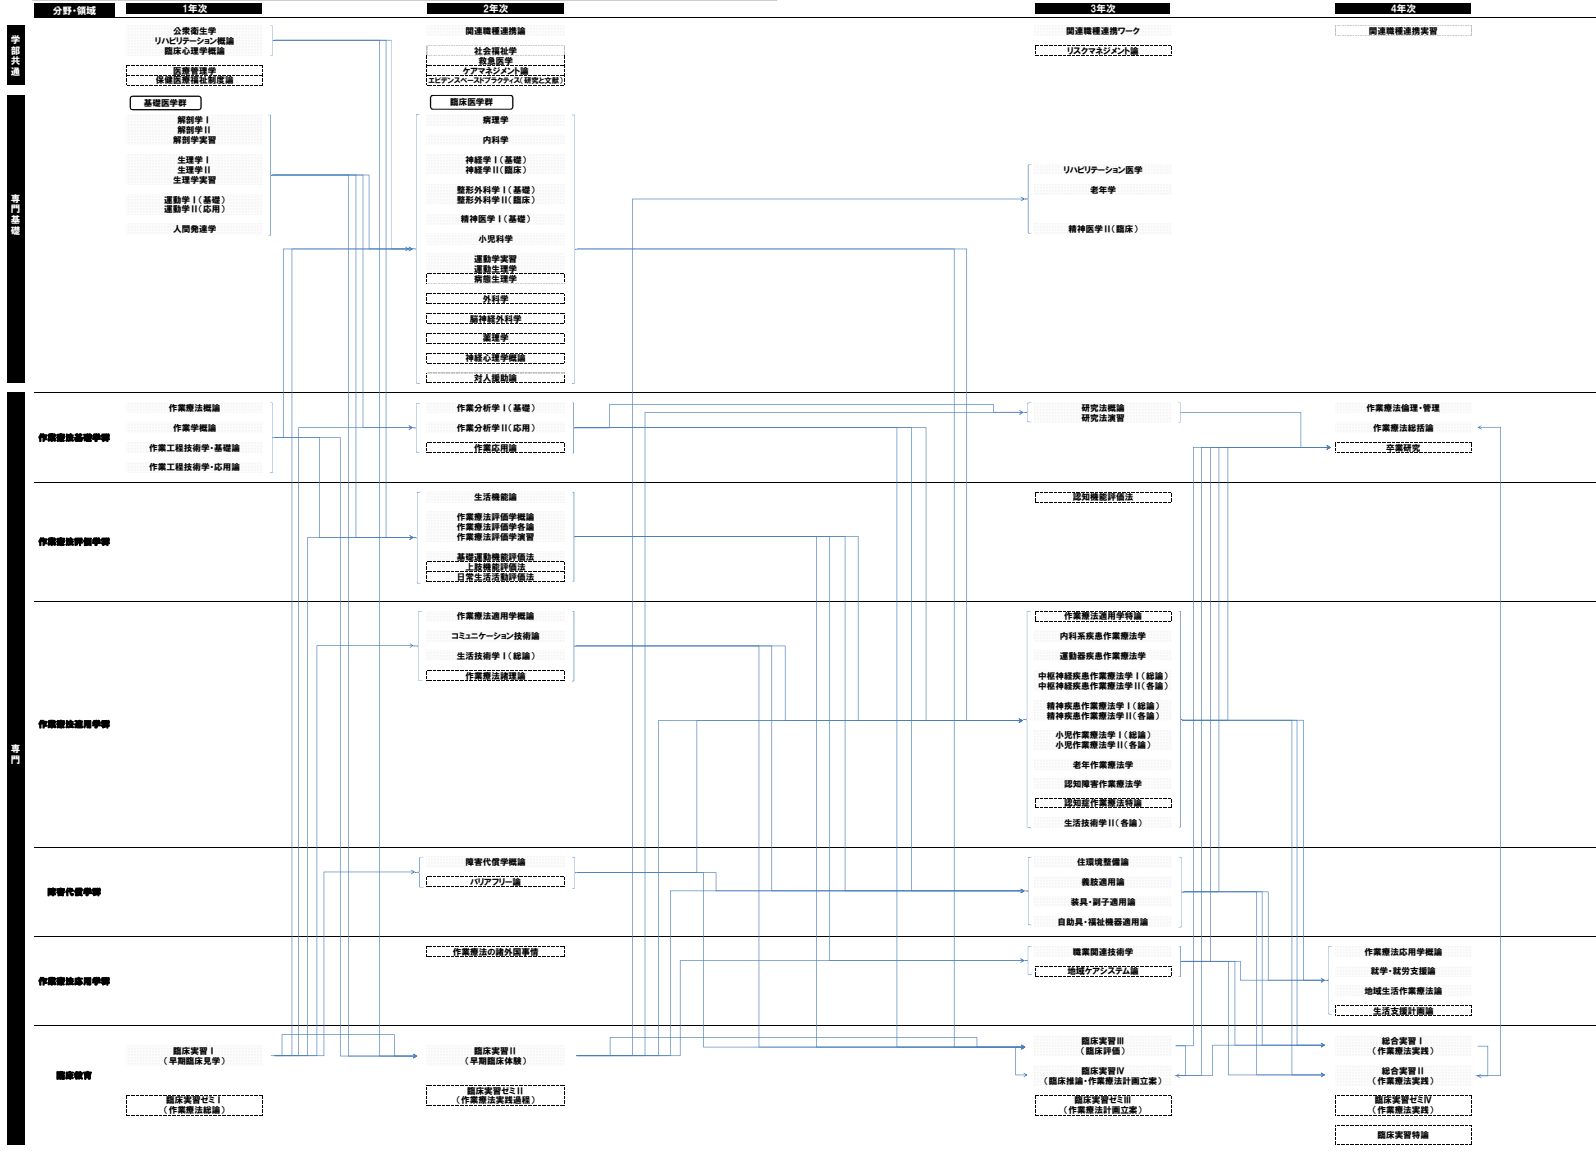 分野・領域
1年次
2年次
3年次
4年次
学部共通
公衆衛生学
リハビリテーション概論
臨床心理学概論
医療管理学
保健医療福祉制度論
関連職種連携論
社会福祉学
救急医学
ケアマネジメント論
エビデンスベースドプラクティス(研究と文献)
関連職種連携ワーク
リスクマネジメント論
関連職種連携実習
専門基礎
基礎医学群
解剖学Ⅰ
解剖学Ⅱ
解剖学実習
生理学Ⅰ
生理学Ⅱ
生理学実習
運動学Ⅰ(基礎)
運動学Ⅱ(応用)
人間発達学
臨床医学群
病理学
内科学
神経学Ⅰ(基礎)
神経学Ⅱ(臨床)
整形外科学Ⅰ(基礎)
整形外科学Ⅱ(臨床)
精神医学Ⅰ(基礎)
小児科学
運動学実習
運動生理学
病態生理学
外科学
脳神経外科学
薬理学
神経心理学概論
対人援助論
リハビリテーション医学
老年学
精神医学Ⅱ(臨床)
専門
作業療法基礎学群
作業療法概論
作業学概論
作業工程技術学・基礎論
作業工程技術学・応用論
作業分析学Ⅰ(基礎)
作業分析学Ⅱ(応用)
作業応用論
研究法概論
研究法演習
作業療法倫理・管理
作業療法総括論
卒業研究
作業療法評価学群
生活機能論
作業療法評価学概論
作業療法評価学各論
作業療法評価学演習
基礎運動機能評価法
上肢機能評価法
日常生活活動評価法
認知機能評価法
作業療法適用学群
作業療法適用学概論
コミュニケーション技術論
生活技術学Ⅰ(総論)
作業療法諸理論
作業療法適用学特論
内科系疾患作業療法学
運動器疾患作業療法学
中枢神経疾患作業療法学Ⅰ(総論)
中枢神経疾患作業療法学Ⅱ(各論)
精神疾患作業療法学Ⅰ(総論)
精神疾患作業療法学Ⅱ(各論)
小児作業療法学Ⅰ(総論)
小児作業療法学Ⅱ(各論)
老年作業療法学
認知障害作業療法学
認知症作業療法特論
生活技術学Ⅱ(各論)
障害代償学群
障害代償学概論
バリアフリー論
住環境整備論
義肢適用論
装具・副子適用論
自助具・福祉機器適用論
作業療法応用学群
作業療法の諸外国事情
職業関連技術学
地域ケアシステム論
作業療法応用学概論
就学・就労支援論
地域生活作業療法論
生活支援計画論
臨床教育
臨床実習Ⅰ
(早期臨床見学)
臨床実習ゼミⅠ
(作業療法総論)
臨床実習Ⅱ
(早期臨床体験)
臨床実習ゼミⅡ
(作業療法実践過程)
臨床実習Ⅲ
(臨床評価)
臨床実習Ⅳ
(臨床推論・作業療法計画立案)
臨床実習ゼミⅢ
(作業療法計画立案)
総合実習Ⅰ
(作業療法実践)
総合実習Ⅱ
(作業療法実践)
臨床実習ゼミⅣ
(作業療法実践)
臨床実習特論